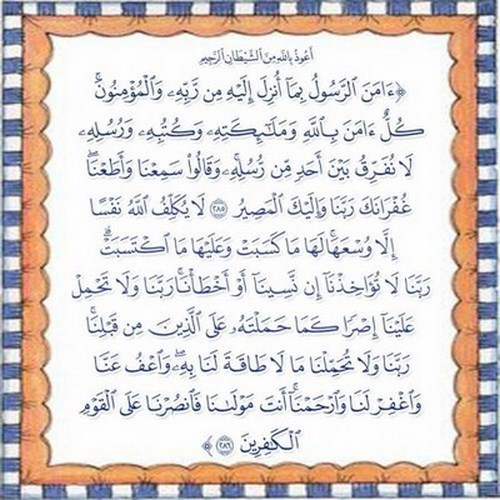 أعوذ بالله من الشيطان الرجيم
﴿ءَامَنَ ٱلرَّسُولُ بِمَآ أُنزِلَ إِلَيْهِ مِن رَّبِّهِۦ وَٱلْمُؤْمِنُونَۚ
كُلٌّ ءَامَنَ بِٱللَّهِ وَمَلَـٰٓئِكَتِهِۦ وَكُتُبِهِۦ وَرُسُلِهِۦ
لَا نُفَرِّقُ بَيْنَ أَحَدٍ مِّن رُّسُلِهِۦۚ وَقَالُوا۟ سَمِعْنَا وَأَطَعْنَاۖ
غُفْرَانَكَ رَبَّنَا وَإِلَيْكَ ٱلْمَصِيرُ ٢٨٥ لَا يُكَلِّفُ ٱللَّهُ نَفْسًا
إِلَّا وُسْعَهَاۚ لَهَا مَا كَسَبَتْ وَعَلَيْهَا مَا ٱكْتَسَبَتْۗ
رَبَّنَا لَا تُؤَاخِذْنَآ إِن نَّسِينَآ أَوْ أَخْطَأْنَاۚ رَبَّنَا وَلَا تَحْمِلْ
عَلَيْنَآ إِصْرًا كَمَا حَمَلْتَهُۥ عَلَى ٱلَّذِينَ مِن قَبْلِنَاۚ
رَبَّنَا وَلَا تُحَمِّلْنَا مَا لَا طَاقَةَ لَنَا بِهِۦۖ وَٱعْفُ عَنَّا
وَٱغْفِرْ لَنَا وَٱرْحَمْنَآۚ أَنتَ مَوْلَىٰنَا فَٱنصُرْنَا عَلَى ٱلْقَوْمِ
ٱلْكَـٰفِرِينَ ٢٨٦﴾